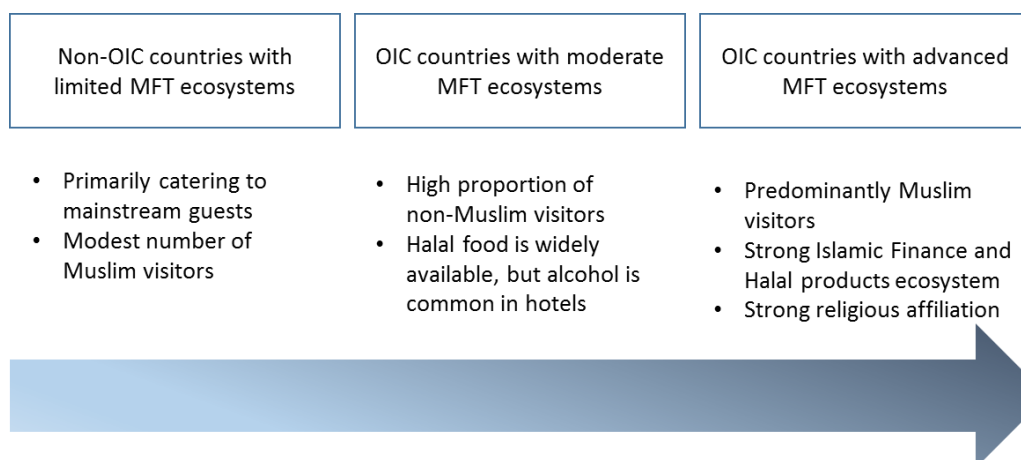 Non-OIC countries with
limited MFT ecosystems
OIC countries with moderate
MFT ecosystems
OIC countries with advanced
MFT ecosystems
• Primarily catering to
mainstream guests
• Modest number of
Muslim visitors
• High proportion of
non-Muslim visitors
• Halal food is widely
available, but alcohol is
common in hotels
• Predominantly Muslim
visitors
• Strong Islamic Finance and
Halal products ecosystem
• Strong religious affiliation